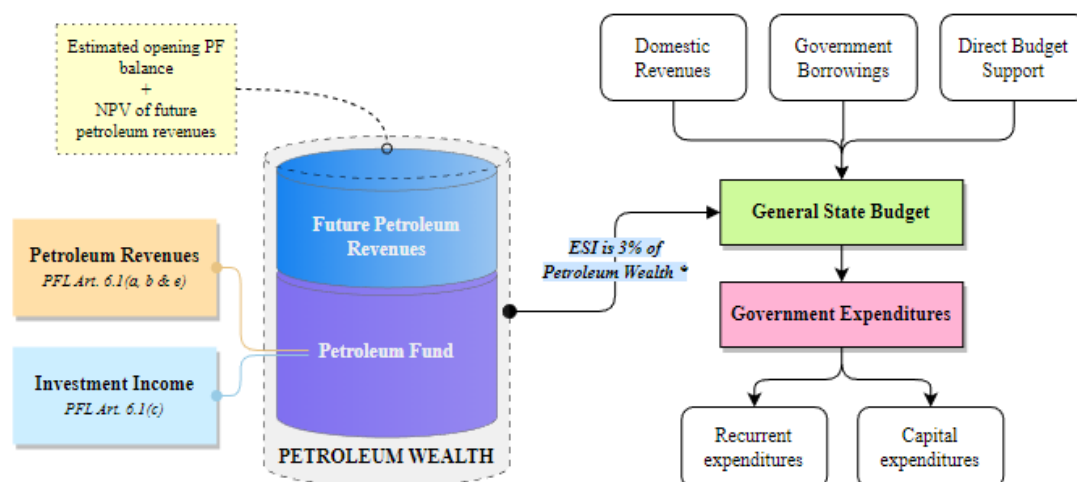 Estimated opening PF
balance
+
NPV of future
petroleum revenues
Domestic
Revenues
Government
Borrowings
Direct Budget
Support
Future Petroleum
Revenues
General State Budget
Petroleum Revenues
PFL Art. 6.1(a, b & e)
ESI is 3% of
Petroleum Wealth *
Government Expenditures
Petroleum Fund
Investment Income
PFL Art. 6.1(c)
PETROLEUM WEALTH
Recurrent
expenditures
Capital
expenditures